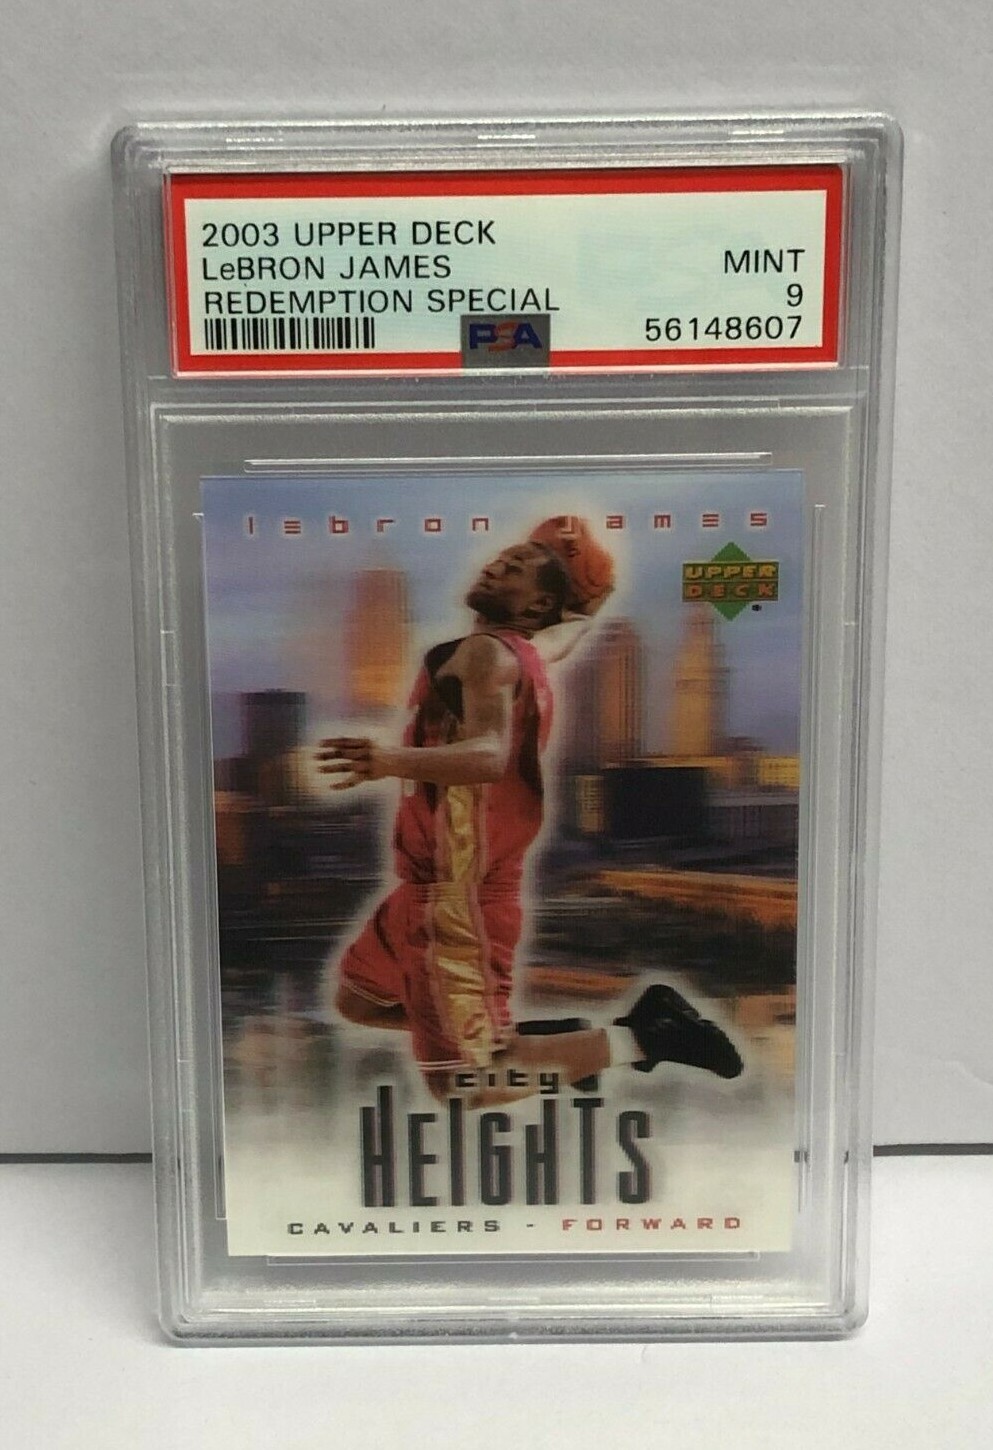 2003 UPPER DECK
LeBRON JAMES
REDEMPTION SPECIAL
MINT
9
56148607
PSA
lebron james
UPPER
DECK
city
HEIGHTS
CAVALIERS - FORWARD